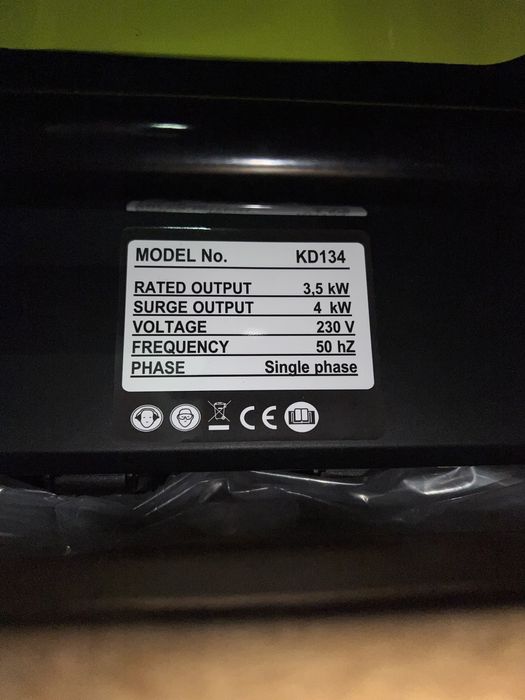 MODEL No. KD134
RATED OUTPUT 3,5 kW
SURGE OUTPUT 4 kW
VOLTAGE 230 V
FREQUENCY 50 hZ
PHASE Single phase
CE